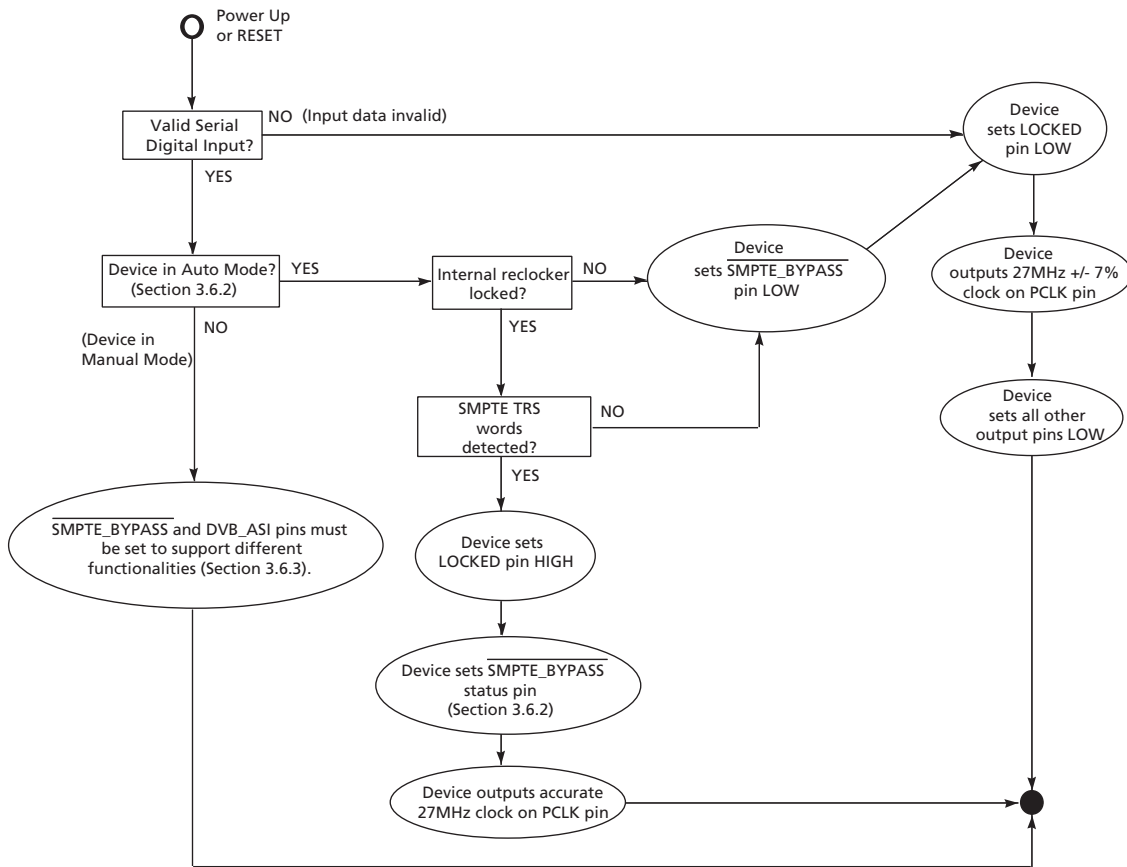 Power Up
or RESET
NO (Input data invalid)
Valid Serial
Digital Input?
YES
Device
sets LOCKED
pin LOW
Device in Auto Mode?
(Section 3.6.2)
YES
Internal reclocker
locked?
NO
Device
sets SMPTE_BYPASS
pin LOW
Device
outputs 27MHz +/- 7%
clock on PCLK pin
NO
(Device in
Manual Mode)
YES
SMPTE TRS
words
detected?
NO
YES
Device
sets all other
output pins LOW
SMPTE_BYPASS and DVB_ASI pins must
be set to support different
functionalities (Section 3.6.3).
Device sets
LOCKED pin HIGH
Device sets SMPTE_BYPASS
status pin
(Section 3.6.2)
Device outputs accurate
27MHz clock on PCLK pin